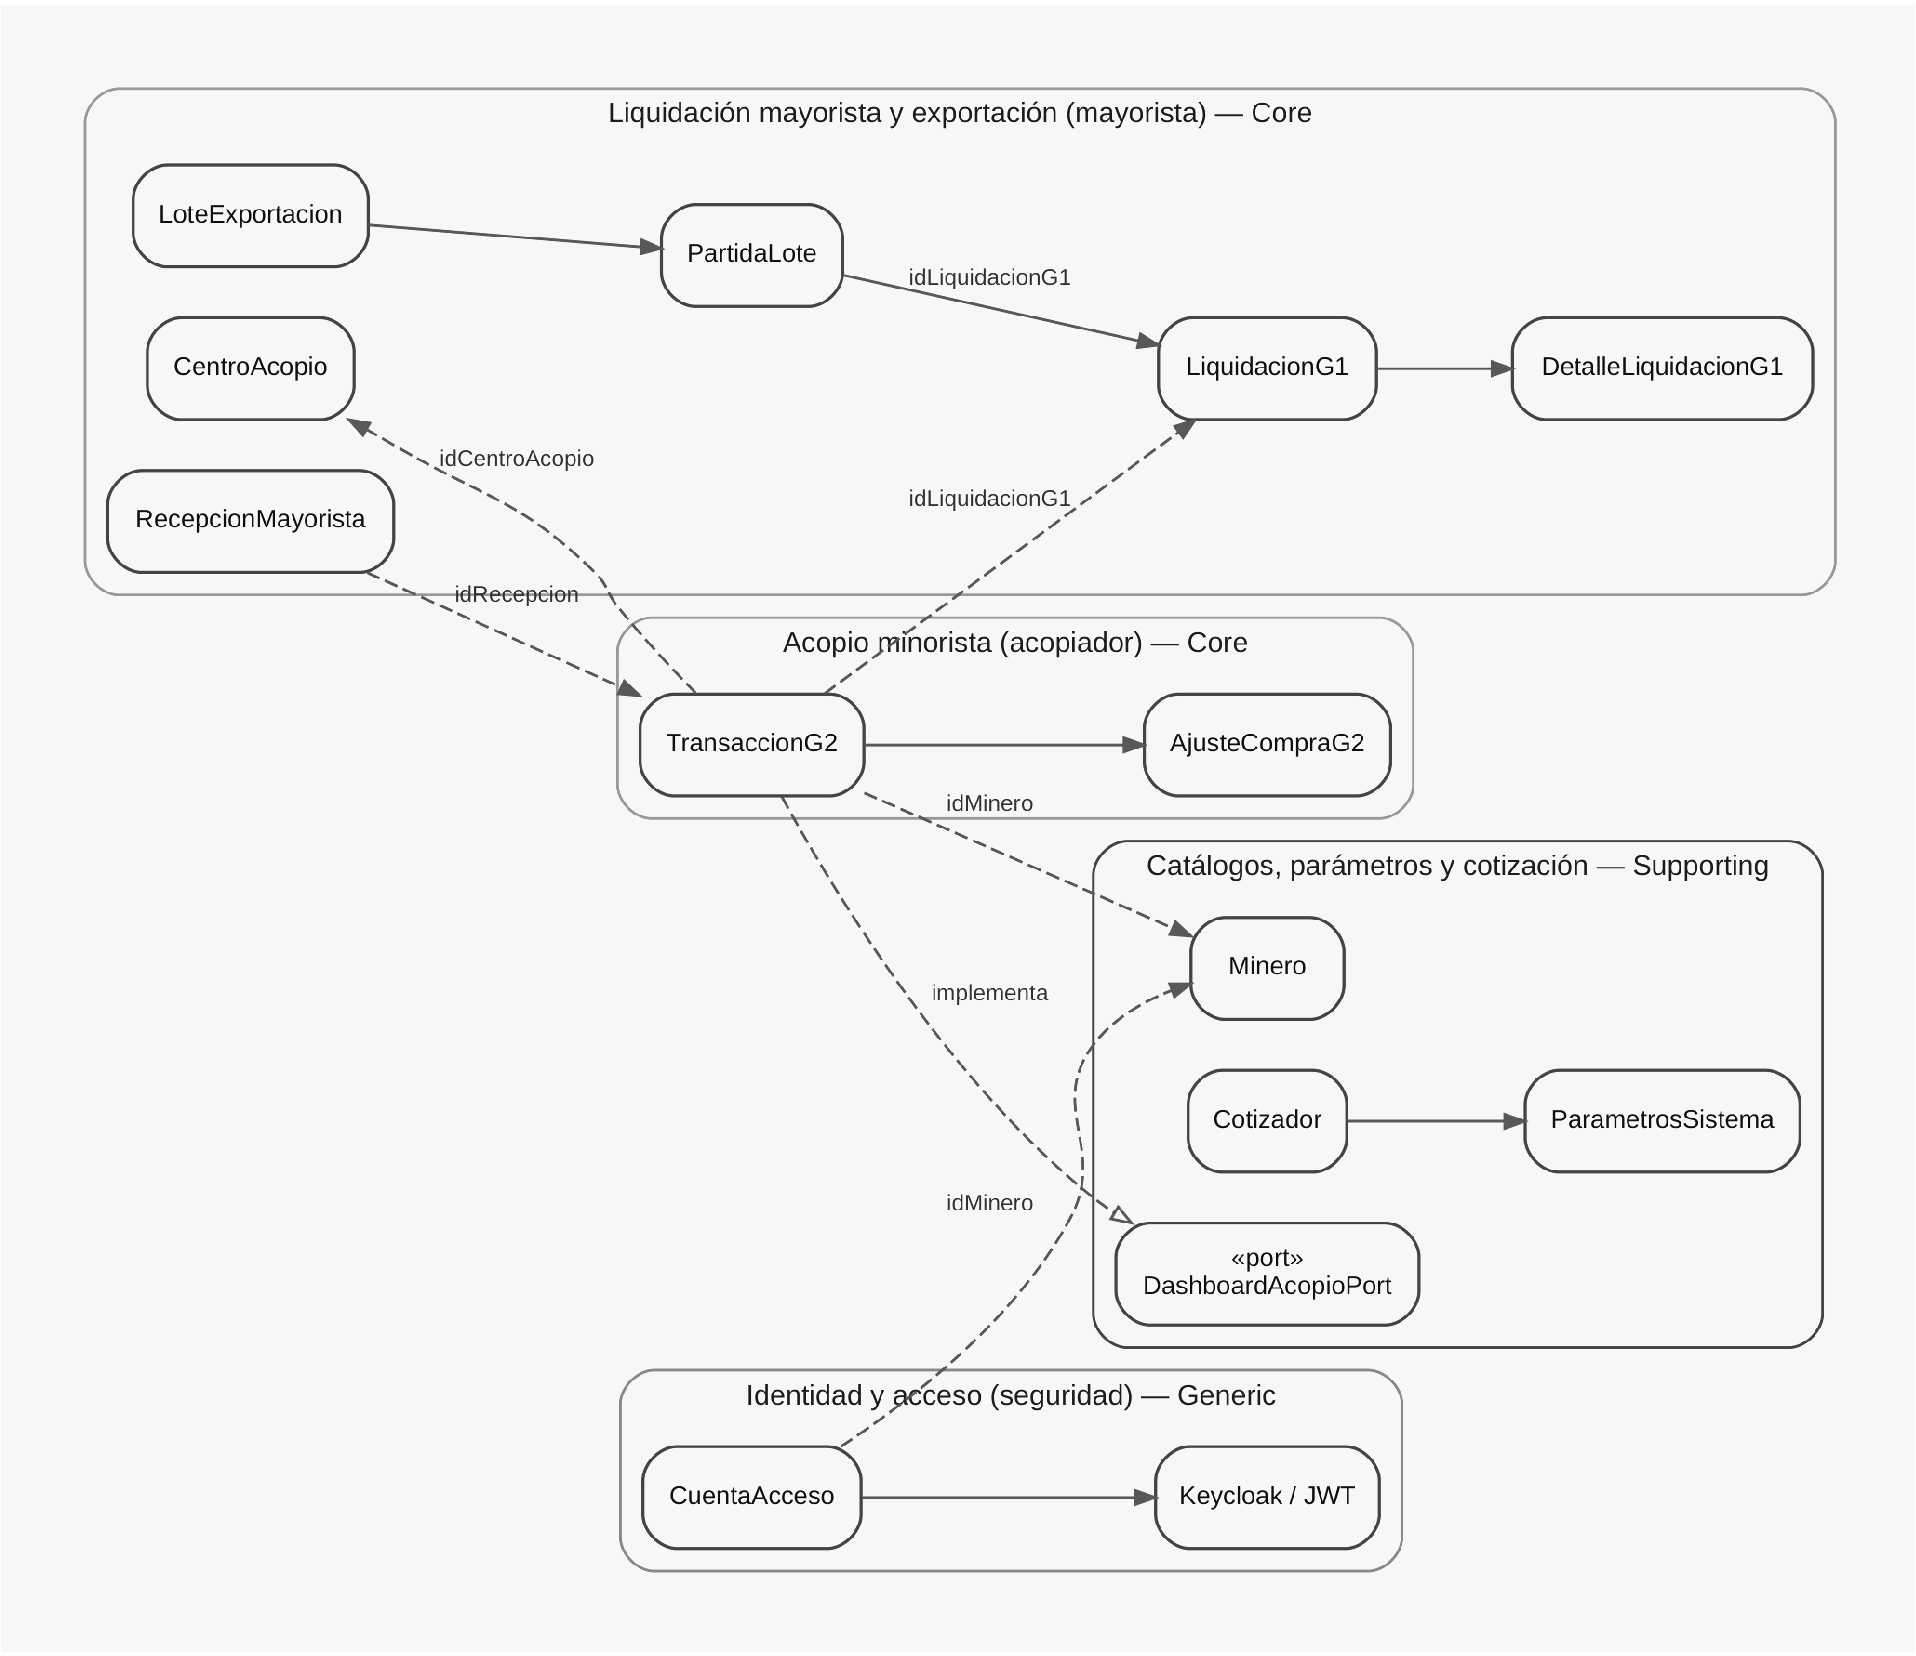 Liquidación mayorista y exportación (mayorista) — Core
LoteExportacion
PartidaLote
idLiquidacionG1
CentroAcopio
LiquidacionG1
DetalleLiquidacionG1
idCentroAcopio
idLiquidacionG1
RecepcionMayorista
idRecepcion
Acopio minorista (acopiador) — Core
TransaccionG2
AjusteCompraG2
idMinero
Catálogos, parámetros y cotización — Supporting
Minero
implementa
Cotizador
ParametrosSistema
idMinero
«port»
DashboardAcopioPort
Identidad y acceso (seguridad) — Generic
CuentaAcceso
Keycloak / JWT